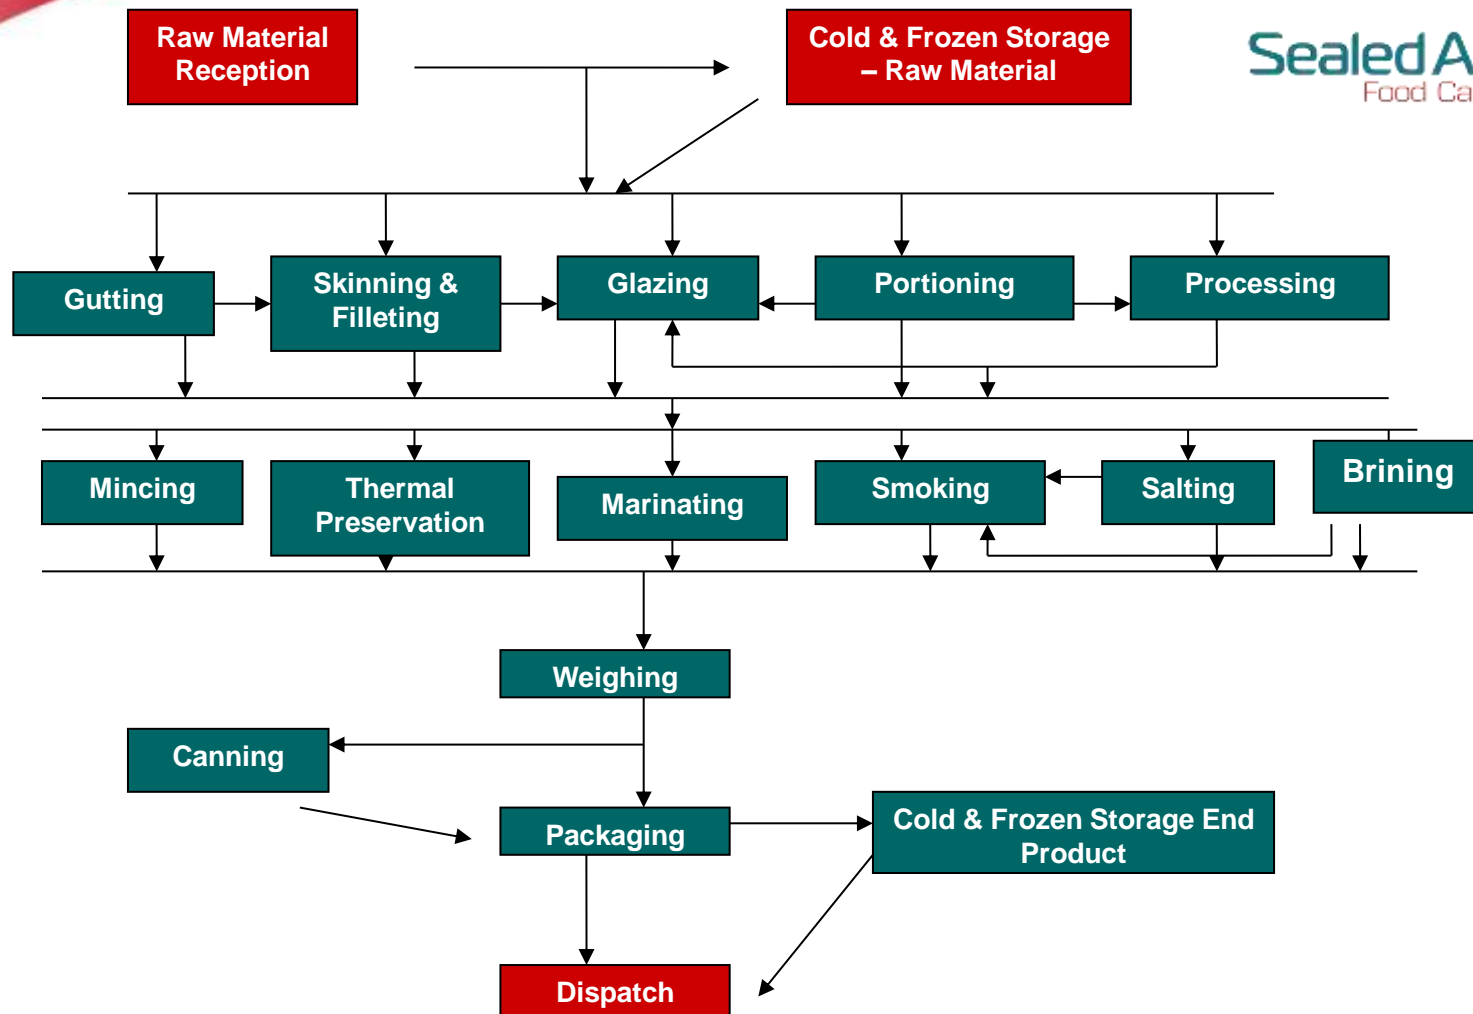 Raw Material
Reception
Cold & Frozen Storage
– Raw Material
Sealed A
Food Ca
Gutting
Skinning &
Filleting
Glazing
Portioning
Processing
Mincing
Thermal
Preservation
Marinating
Smoking
Salting
Brining
Weighing
Canning
Packaging
Cold & Frozen Storage End
Product
Dispatch